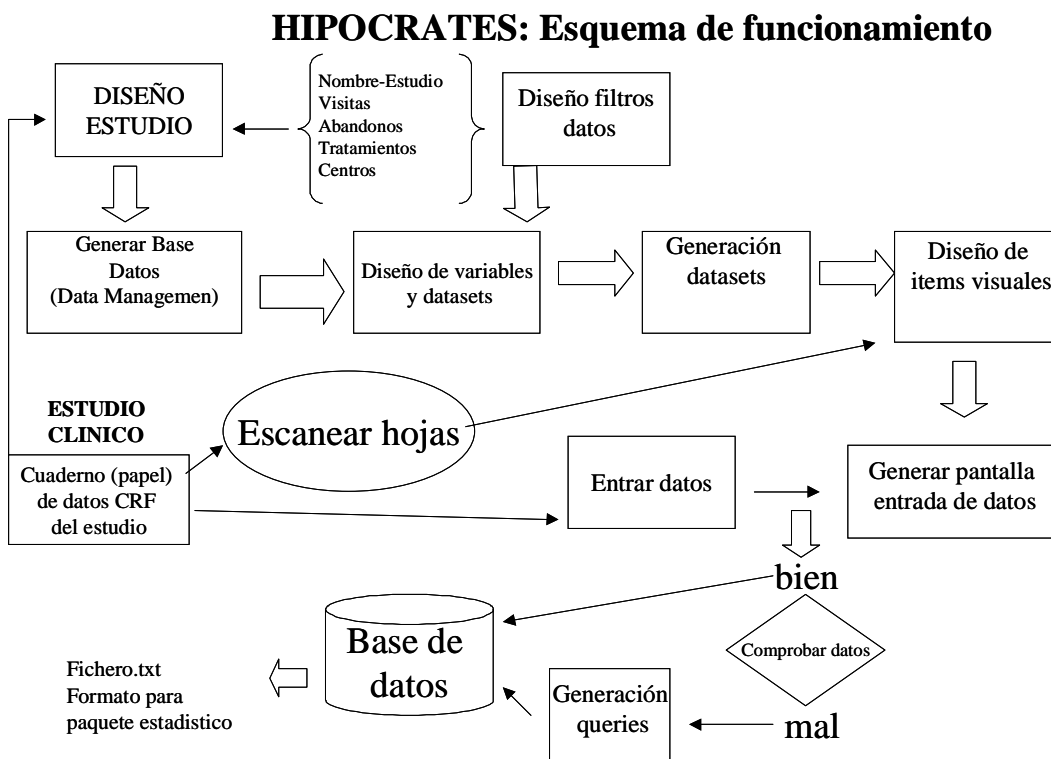 HIPOCRATES: Esquema de funcionamiento
DISEÑO
ESTUDIO
Nombre-Estudio
Visitas
Abandonos
Tratamientos
Centros
Diseño filtros
datos
Generar Base
Datos
(Data Managemen)
Diseño de variables
y datasets
Generación
datasets
Diseño de
items visuales
ESTUDIO
CLINICO
Cuaderno (papel)
de datos CRF
del estudio
Escanear hojas
Entrar datos
Generar pantalla
entrada de datos
bien
Comprobar datos
mal
Generación
queries
Base de
datos
Fichero.txt
Formato para
paquete estadistico